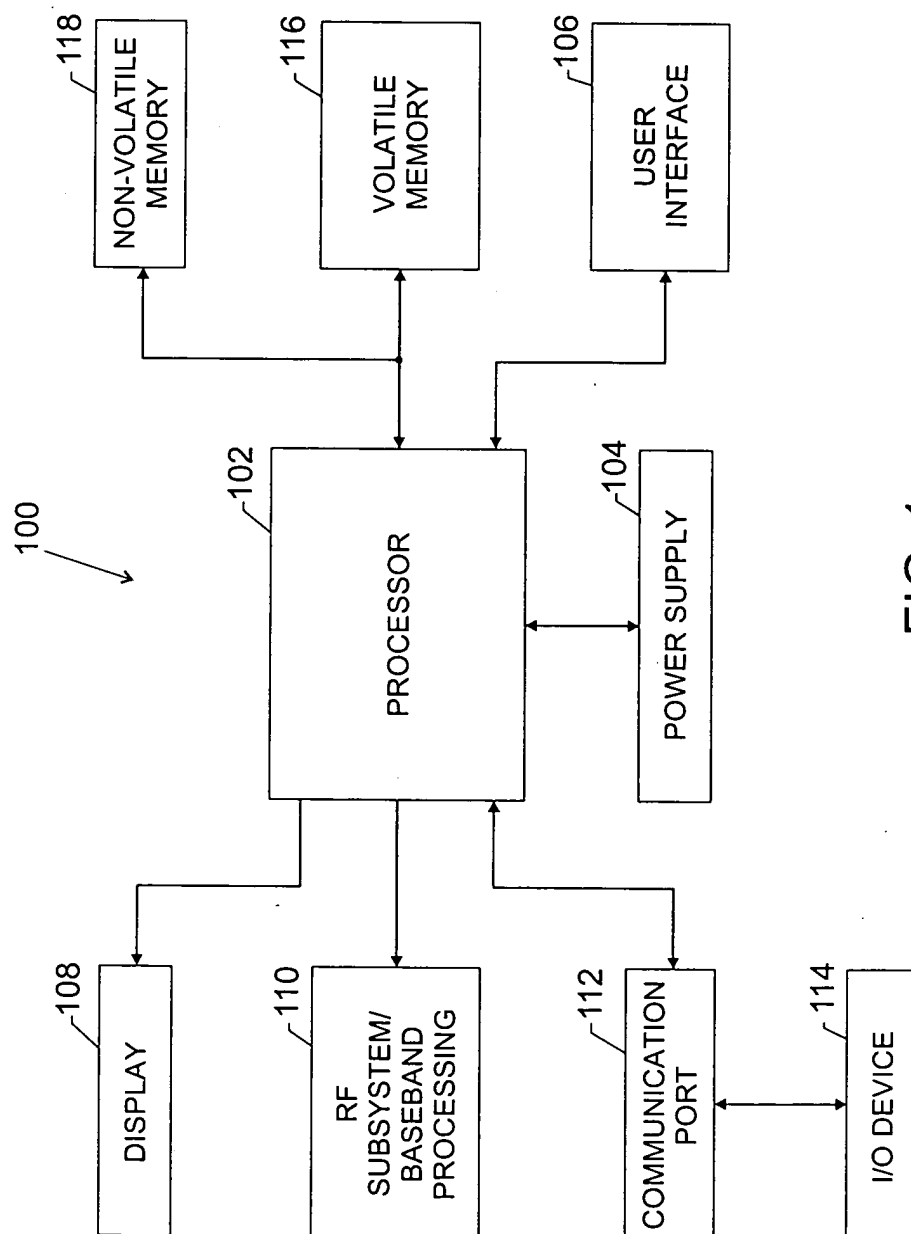 100
108
DISPLAY
118
NON-VOLATILE
MEMORY
102
PROCESSOR
110
RF
SUBSYSTEM/
BASEBAND
PROCESSING
116
VOLATILE
MEMORY
112
COMMUNICATION
PORT
104
POWER SUPPLY
106
USER
INTERFACE
114
I/O DEVICE
FIG